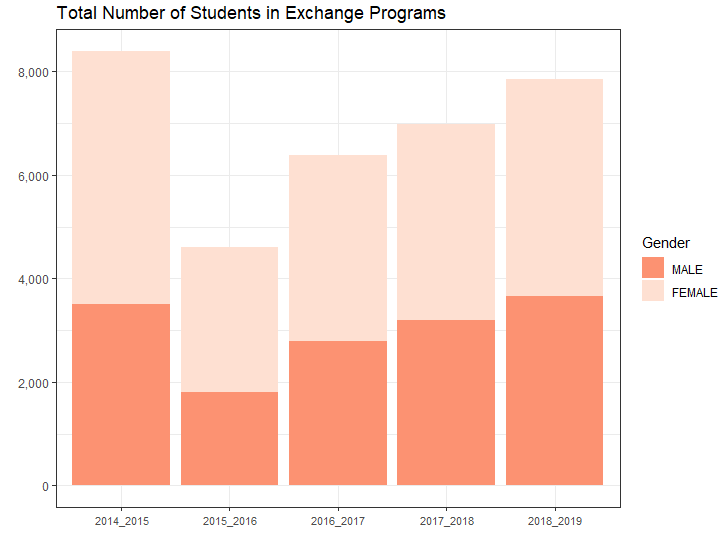 Total Number of Students in Exchange Programs
8,000
6,000
4,000
2,000
0
2014_2015 2015_2016 2016_2017 2017_2018 2018_2019
Gender
MALE
FEMALE